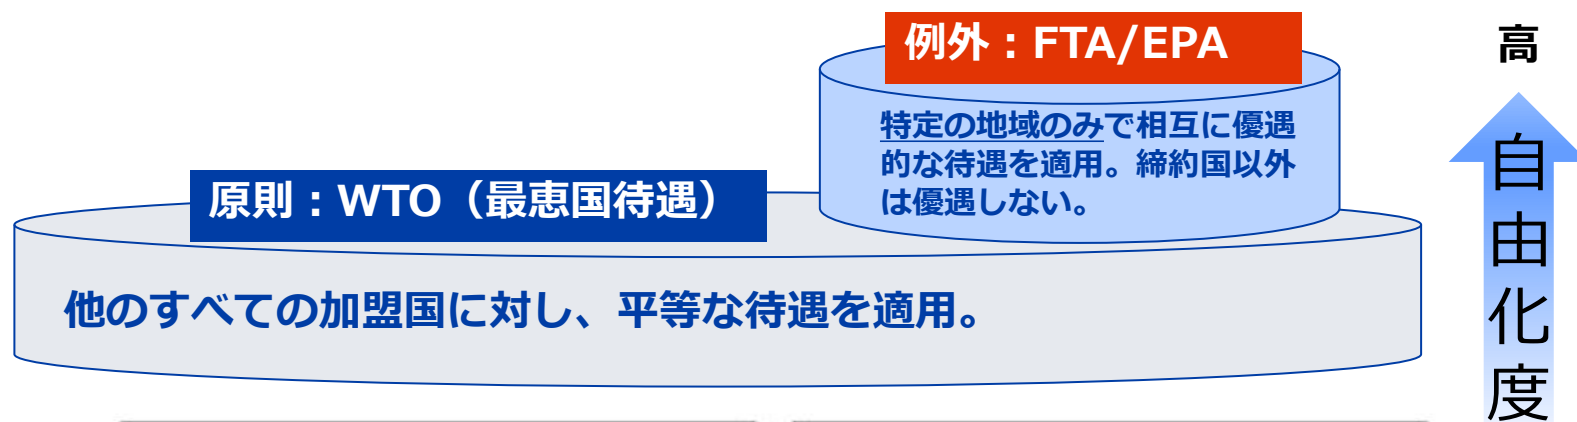 例外：FTA/EPA
高
特定の地域のみで相互に優遇
的な待遇を適用。締約国以外
は優遇しない。
原則：WTO（最恵国待遇）
他のすべての加盟国に対し、平等な待遇を適用。
自由化度